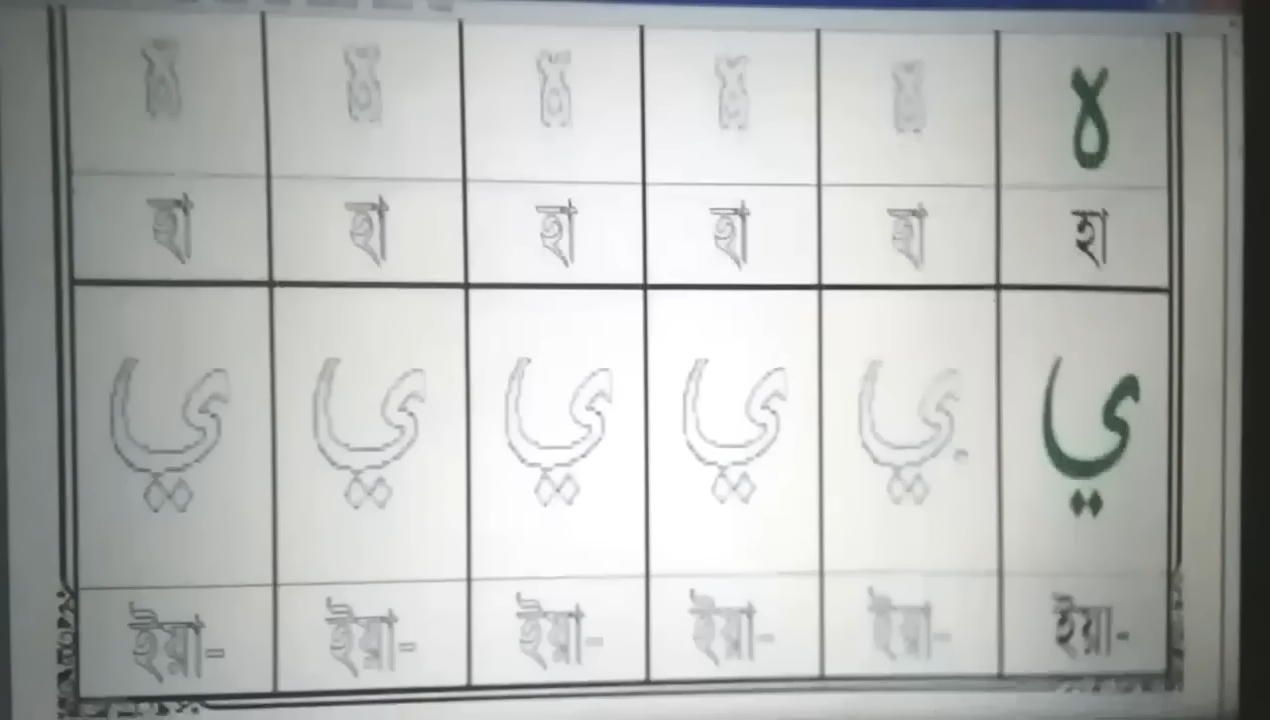 ه ه ه ه ه ه
হা হা হা হা হা হা
ي ي ي ي ي ي
ইয়া- ইয়া- ইয়া- ইয়া- ইয়া- ইয়া-